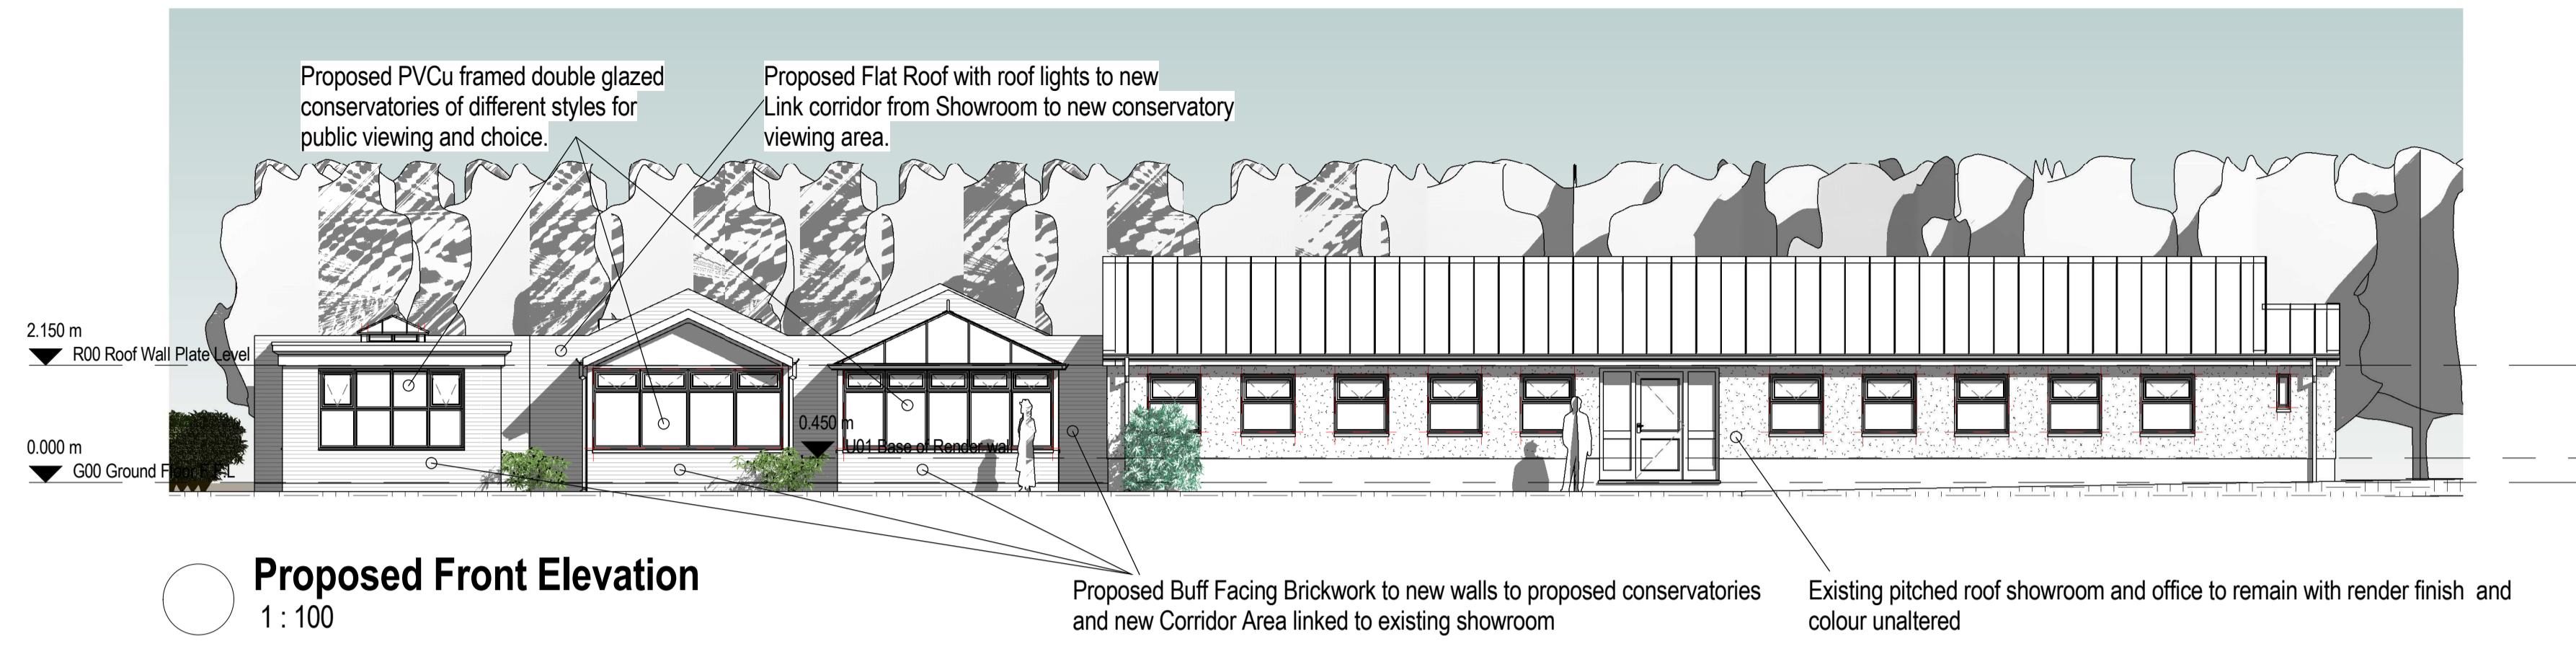 Proposed PVCu framed double glazed
conservatories of different styles for
public viewing and choice.
Proposed Flat Roof with roof lights to new
Link corridor from Showroom to new conservatory
viewing area.
2.150 m
R00 Roof Wall Plate Level
0.450 m
U01 Base of Render wall
0.000 m
G00 Ground Floor F.F.L
Proposed Front Elevation
1 : 100
Proposed Buff Facing Brickwork to new walls to proposed conservatories
and new Corridor Area linked to existing showroom
Existing pitched roof showroom and office to remain with render finish and
colour unaltered